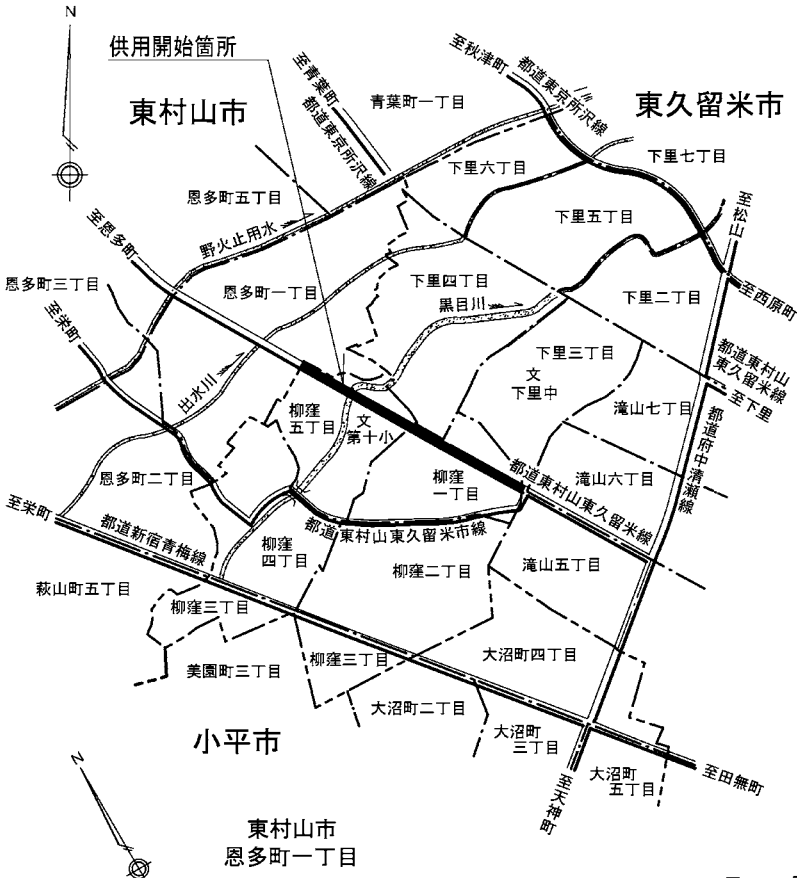 N
供用開始箇所
東村山市
至青葉町
都道東京所沢線
青葉町一丁目
至秋津町
都道東京所沢線
東久留米市
下里七丁目
下里六丁目
恩多町五丁目
野火止用水
至恩多町
下里五丁目
至松山
至西原町
恩多町三丁目
至栄町
恩多町一丁目
下里四丁目
黒目川
下里二丁目
出水川
下里三丁目
文
下里中
都道東村山
東久留米線
至下里
滝山七丁目
都道府中清瀬線
柳窪
五丁目
文
第十小
恩多町二丁目
柳窪
一丁目
滝山六丁目
都道東村山東久留米線
至栄町
都道新宿青梅線
都道東村山東久留米市線
柳窪
四丁目
柳窪二丁目
滝山五丁目
萩山町五丁目
柳窪三丁目
美園町三丁目
柳窪三丁目
大沼町四丁目
大沼町二丁目
大沼町
三丁目
小平市
至天神町
大沼町
五丁目
至田無町
N
東村山市
恩多町一丁目